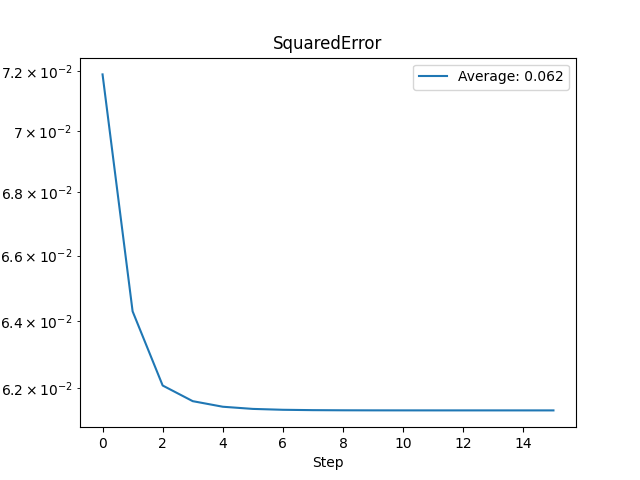 SquaredError
Average: 0.062
7.2 × 10⁻²
7 × 10⁻²
6.8 × 10⁻²
6.6 × 10⁻²
6.4 × 10⁻²
6.2 × 10⁻²
0 2 4 6 8 10 12 14
Step